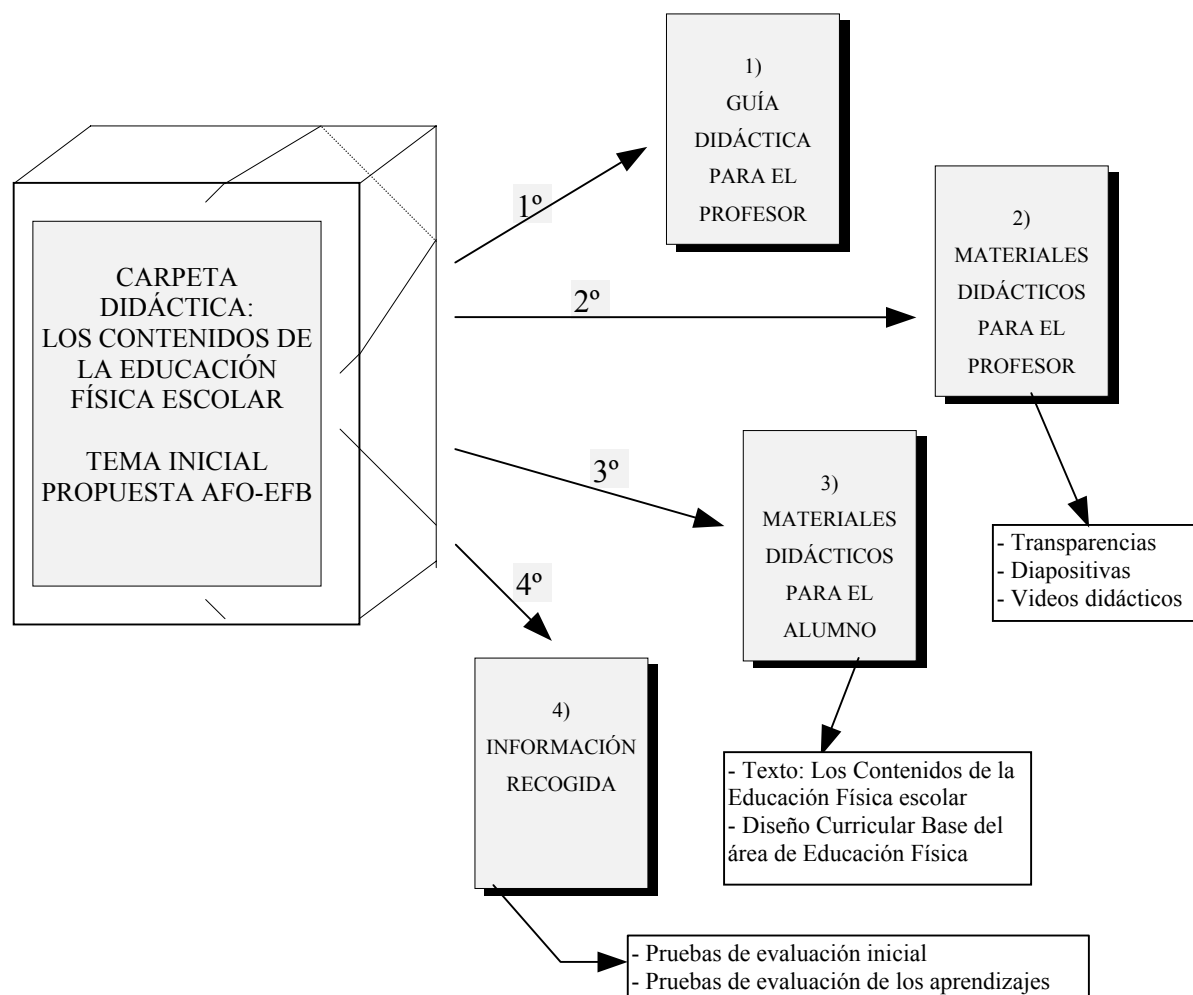 CARPETA
DIDÁCTICA:
LOS CONTENIDOS DE
LA EDUCACIÓN
FÍSICA ESCOLAR
TEMA INICIAL
PROPUESTA AFO-EFB
1º
1)
GUÍA
DIDÁCTICA
PARA EL
PROFESOR
2º
2)
MATERIALES
DIDÁCTICOS
PARA EL
PROFESOR
- Transparencias
- Diapositivas
- Videos didácticos
3º
3)
MATERIALES
DIDÁCTICOS
PARA EL
ALUMNO
- Texto: Los Contenidos de la
Educación Física escolar
- Diseño Curricular Base del
área de Educación Física
4º
4)
INFORMACIÓN
RECOGIDA
- Pruebas de evaluación inicial
- Pruebas de evaluación de los aprendizajes